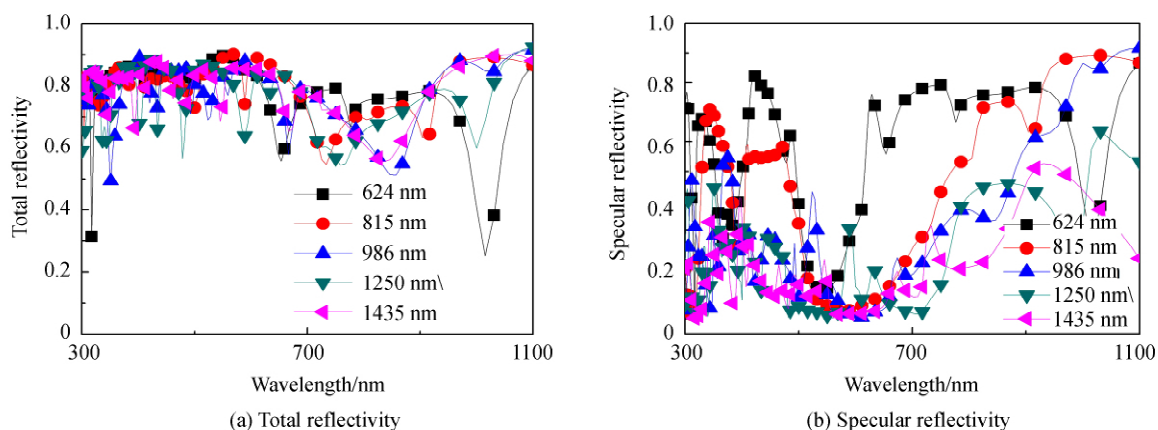 1.0
0.8
0.6
0.4
0.2
0
Total reflectivity
624 nm
815 nm
986 nm
1250 nm\
1435 nm
300
700
1100
Wavelength/nm
(a) Total reflectivity
1.0
0.8
0.6
0.4
0.2
0
Specular reflectivity
624 nm
815 nm
986 nm
1250 nm\
1435 nm
300
700
1100
Wavelength/nm
(b) Specular reflectivity